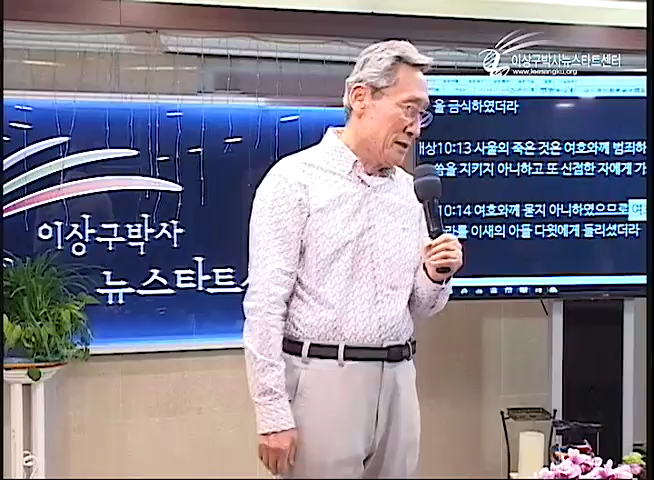 이상구박사뉴스타트센터
www.leesangku.org
을 금식하였더라
대상10:13 사울의 죽은 것은 여호와께 범죄하
씀을 지키지 아니하고 또 신접한 자에게 가
10:14 여호와께 묻지 아니하였으므로
라를 이새의 아들 다윗에게 돌리셨더라
이상구박사
뉴스타트